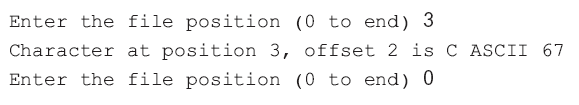 Enter the file position (0 to end) 3
Character at position 3, offset 2 is C ASCII 67
Enter the file position (0 to end) 0